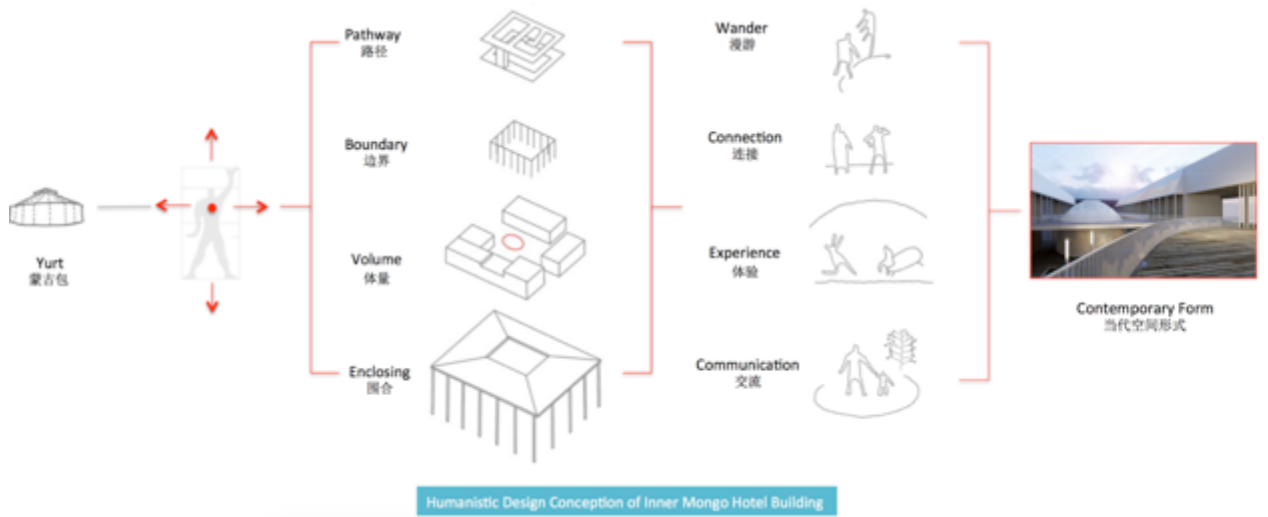 Pathway
路径
Wander
漫游
Boundary
边界
Connection
连接
Yurt
蒙古包
Volume
体量
Experience
体验
Contemporary Form
当代空间形式
Enclosing
围合
Communication
交流
Humanistic Design Conception of Inner Mongo Hotel Building